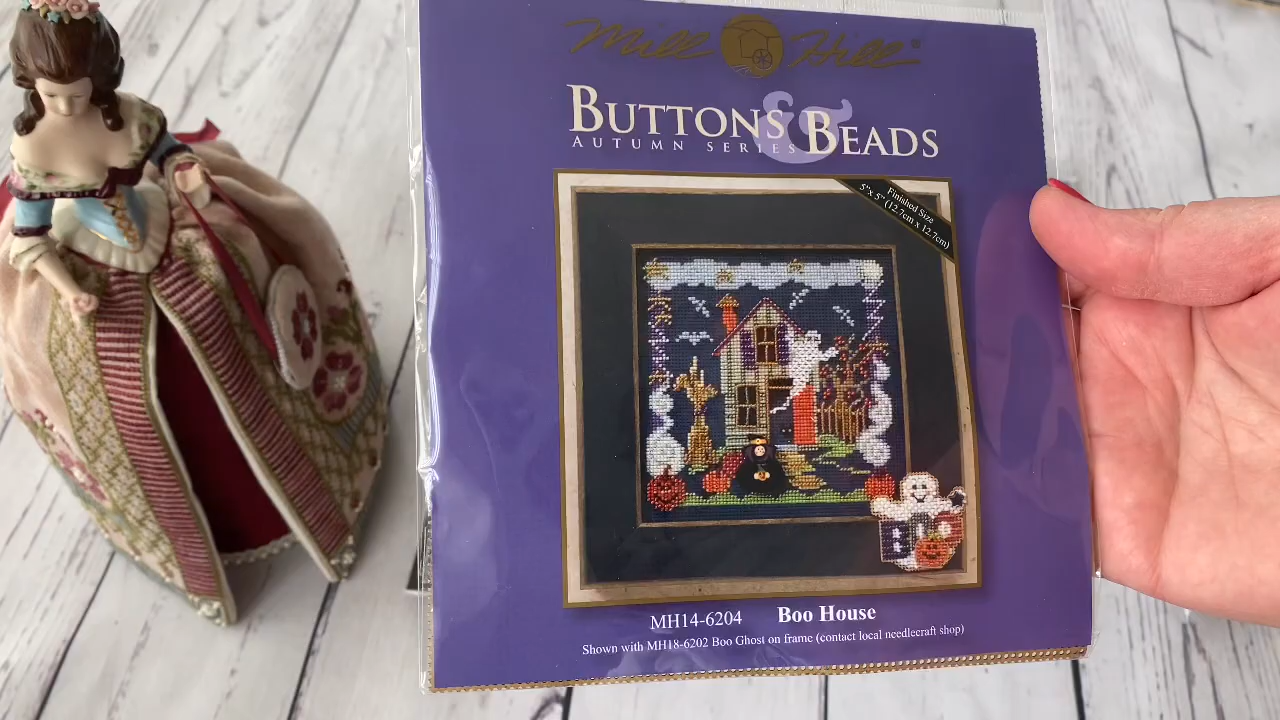 Mill Hill®
BUTTONS & BEADS
AUTUMN SERIES
Finished Size
5"x 5" (12.7cm x 12.7cm)
MH14-6204 Boo House
Shown with MH18-6202 Boo Ghost on frame (contact local needlecraft shop)